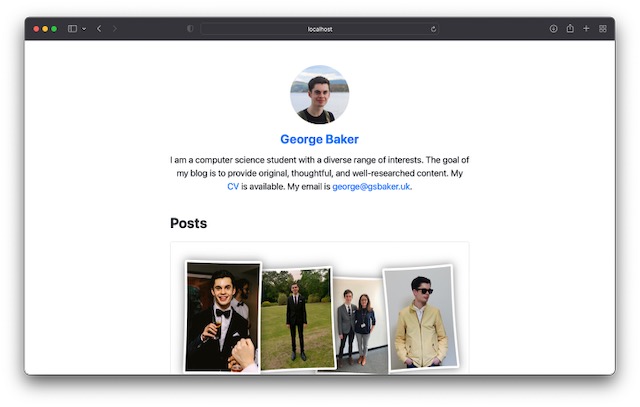 localhost
George Baker
I am a computer science student with a diverse range of interests. The goal of
my blog is to provide original, thoughtful, and well-researched content. My
CV is available. My email is george@gsbaker.uk.
Posts